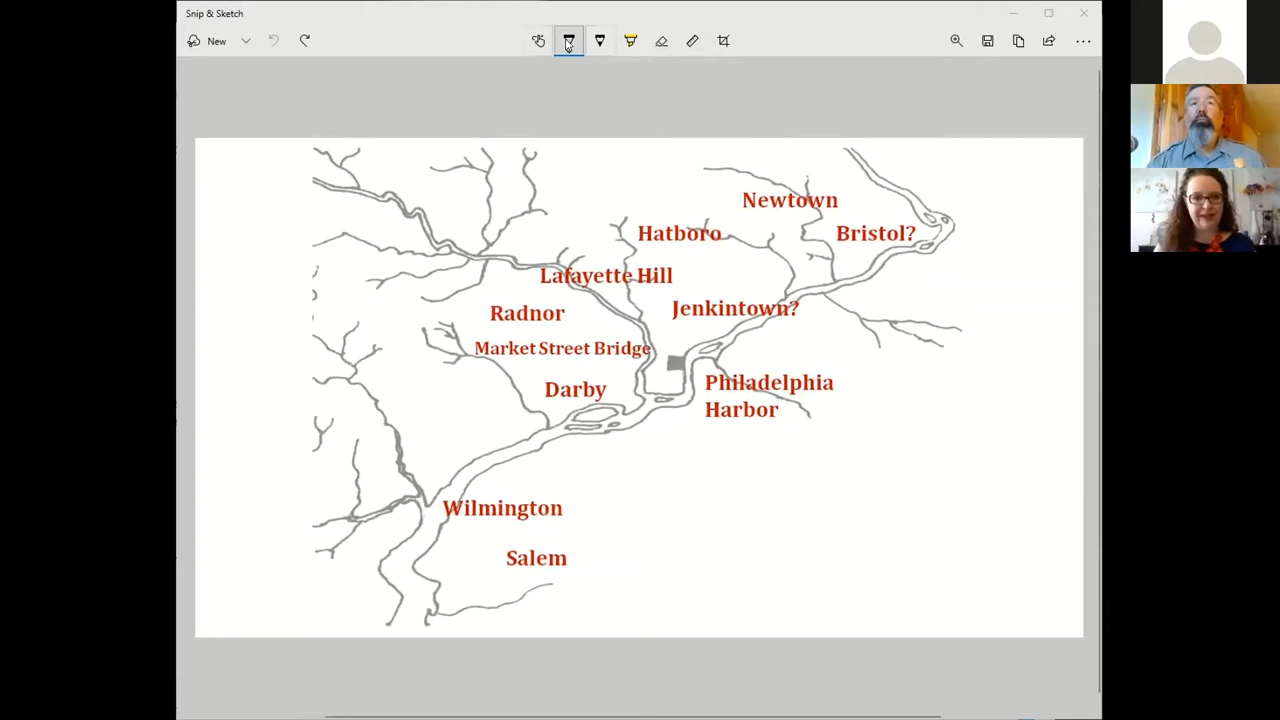 Snip & Sketch
New
Newtown
Hatboro
Bristol?
Lafayette Hill
Radnor
Jenkintown?
Market Street Bridge
Darby
Philadelphia
Harbor
Wilmington
Salem